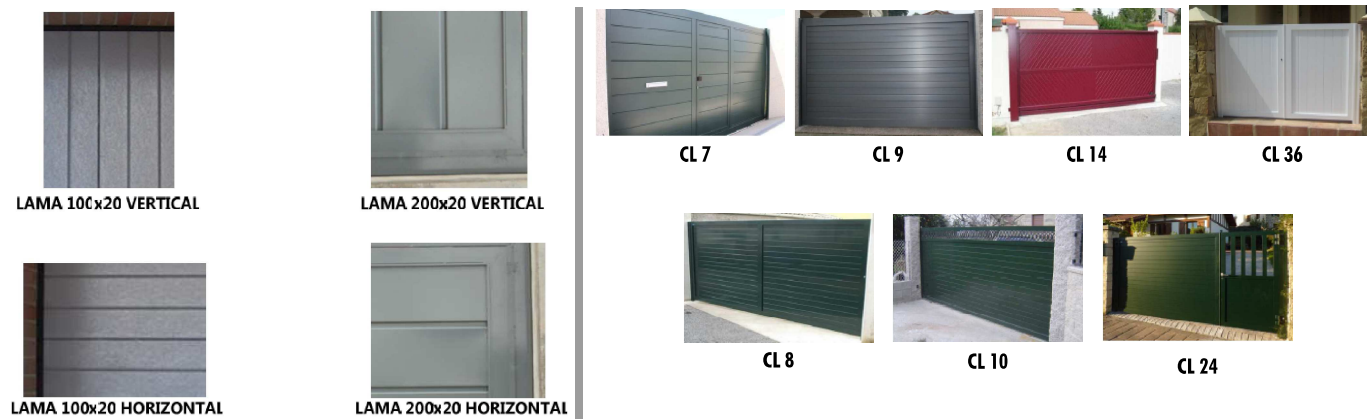 LAMA 100x20 VERTICAL
LAMA 200x20 VERTICAL
LAMA 100x20 HORIZONTAL
LAMA 200x20 HORIZONTAL
CL 7
CL 9
CL 14
CL 36
CL 8
CL 10
CL 24